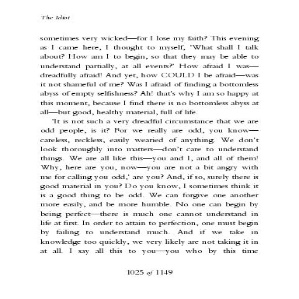 The Idiot
sometimes very wicked—for I lose my faith? This evening
as I came here, I thought to myself, 'What shall I talk
about? How am I to begin, so that they may be able to
understand partially, at all events?' How afraid I was—
dreadfully afraid! And yet, how COULD I be afraid—was
it not shameful of me? Was I afraid of finding a bottomless
abyss of empty selfishness? Ah! that's why I am so happy at
this moment, because I find there is no bottomless abyss at
all—but good, healthy material, full of life.
'It is not such a very dreadful circumstance that we are
odd people, is it? For we really are odd, you know—
careless, reckless, easily wearied of anything. We don't
look thoroughly into matters—don't care to understand
things. We are all like this—you and I, and all of them!
Why, here are you, now—you are not a bit angry with
me for calling you odd,' are you? And, if so, surely there is
good material in you? Do you know, I sometimes think it
is a good thing to be odd. We can forgive one another
more easily, and be more humble. No one can begin by
being perfect—there is much one cannot understand in
life at first. In order to attain to perfection, one must begin
by failing to understand much. And if we take in
knowledge too quickly, we very likely are not taking it in
at all. I say all this to you—you who by this time
1025 of 1149